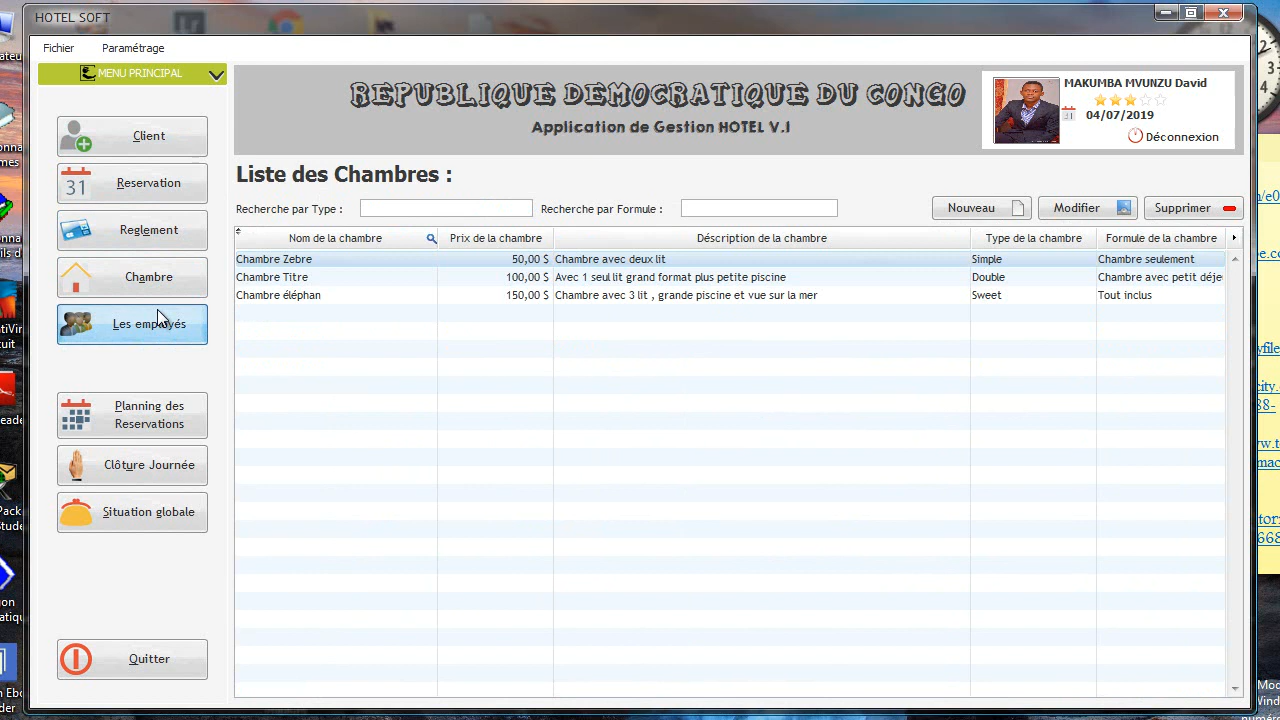 HOTEL SOFT
Fichier Paramétrage
MENU PRINCIPAL
REPUBLIQUE DEMOCRATIQUE DU CONGO
Application de Gestion HOTEL V.1
MAKUMBA MVUNZU David
31 04/07/2019
Déconnexion
Client
31 Reservation
Reglement
Chambre
Les employés
Planning des
Reservations
Clôture Journée
Situation globale
Quitter
Liste des Chambres :
Recherche par Type : Recherche par Formule : Nouveau Modifier Supprimer
Nom de la chambre Prix de la chambre Déscription de la chambre Type de la chambre Formule de la chambre
Chambre Zebre 50,00 $ Chambre avec deux lit Simple Chambre seulement
Chambre Titre 100,00 $ Avec 1 seul lit grand format plus petite piscine Double Chambre avec petit déje
Chambre éléphan 150,00 $ Chambre avec 3 lit , grande piscine et vue sur la mer Sweet Tout inclus